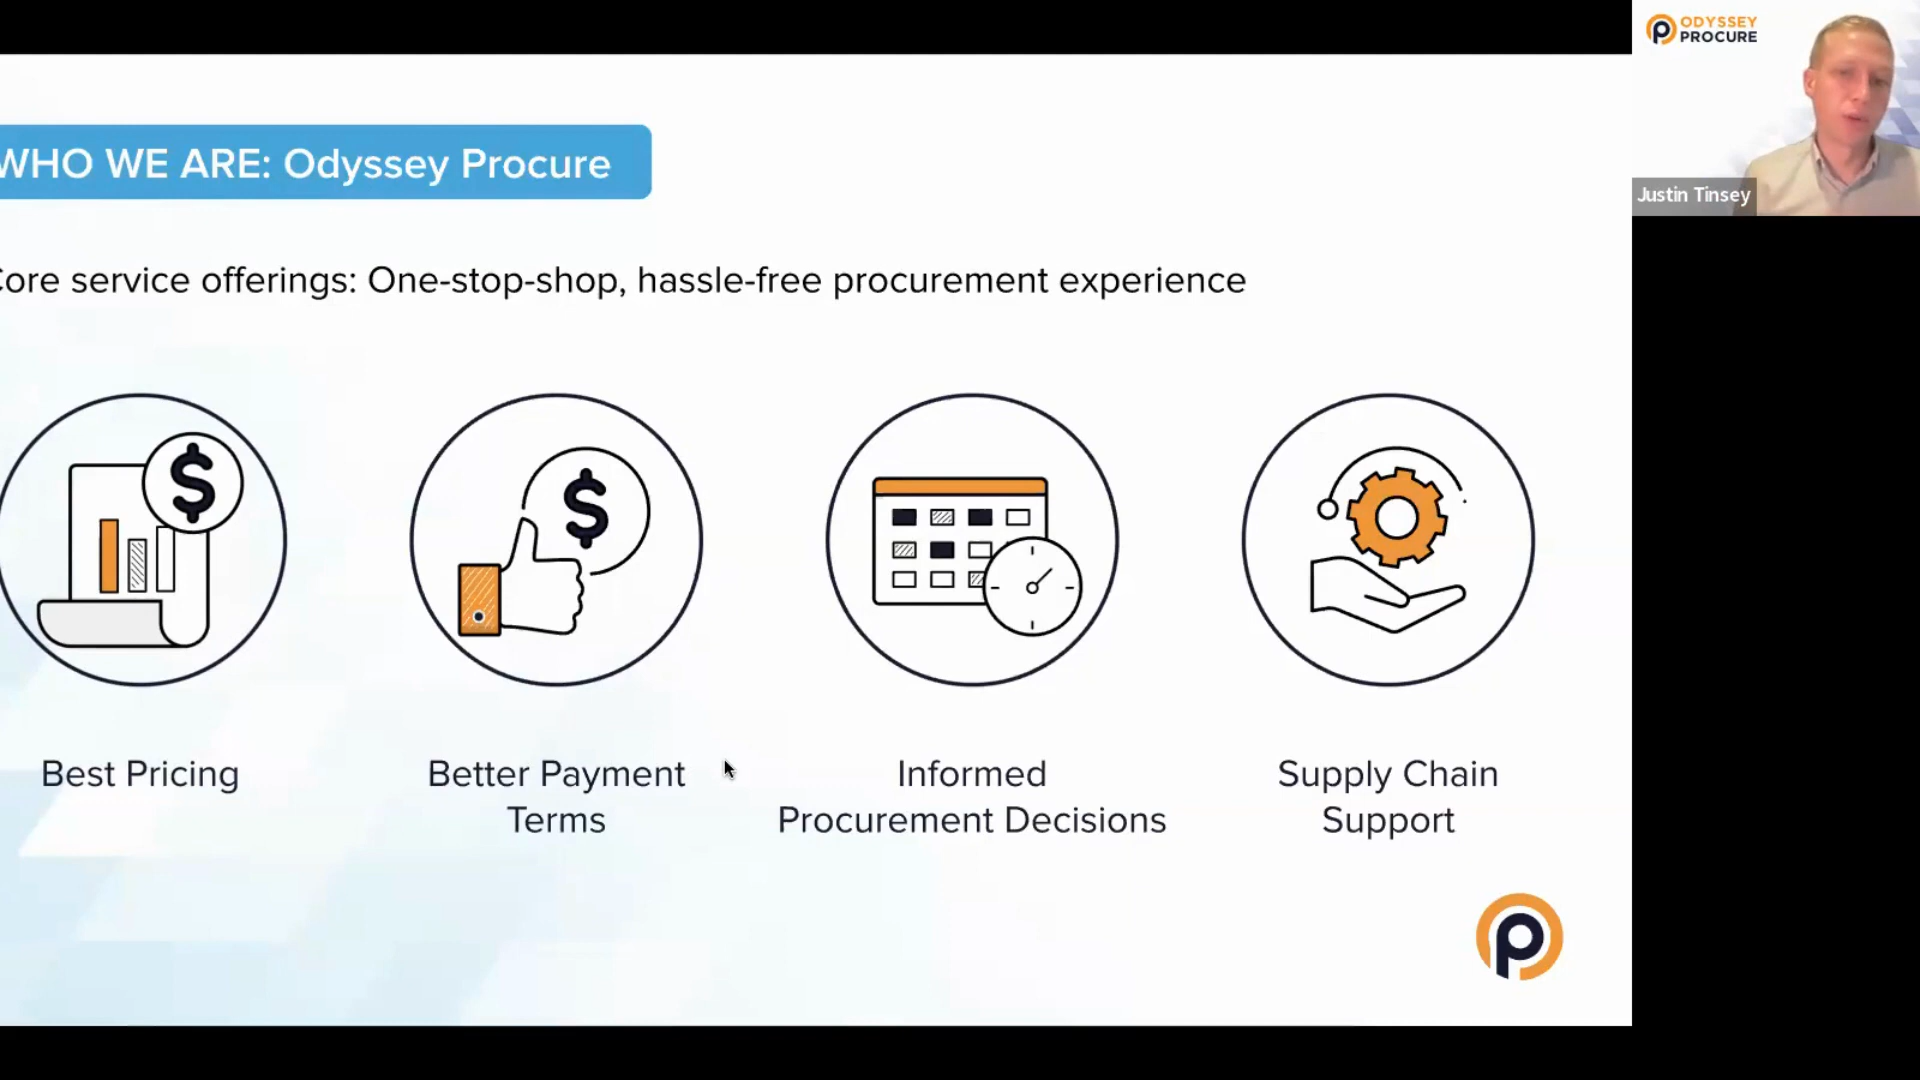 WHO WE ARE: Odyssey Procure
Core service offerings: One-stop-shop, hassle-free procurement experience
$
$
Best Pricing
Better Payment
Terms
Informed
Procurement Decisions
Supply Chain
Support
ODYSSEY
PROCURE
Justin Tinsey